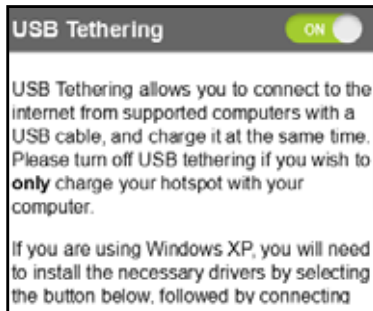 USB Tethering ON
USB Tethering allows you to connect to the
internet from supported computers with a
USB cable, and charge it at the same time.
Please turn off USB tethering if you wish to
only charge your hotspot with your
computer.
If you are using Windows XP, you will need
to install the necessary drivers by selecting
the button below, followed by connecting